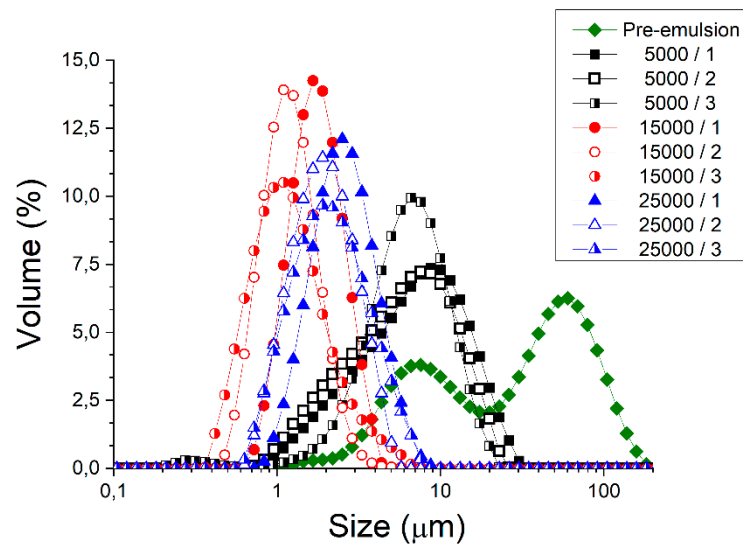 Pre-emulsion
5000 / 1
5000 / 2
5000 / 3
15000 / 1
15000 / 2
15000 / 3
25000 / 1
25000 / 2
25000 / 3
15,0
12,5
10,0
7,5
5,0
2,5
0,0
Volume (%)
0,1
1
10
100
Size (μm)